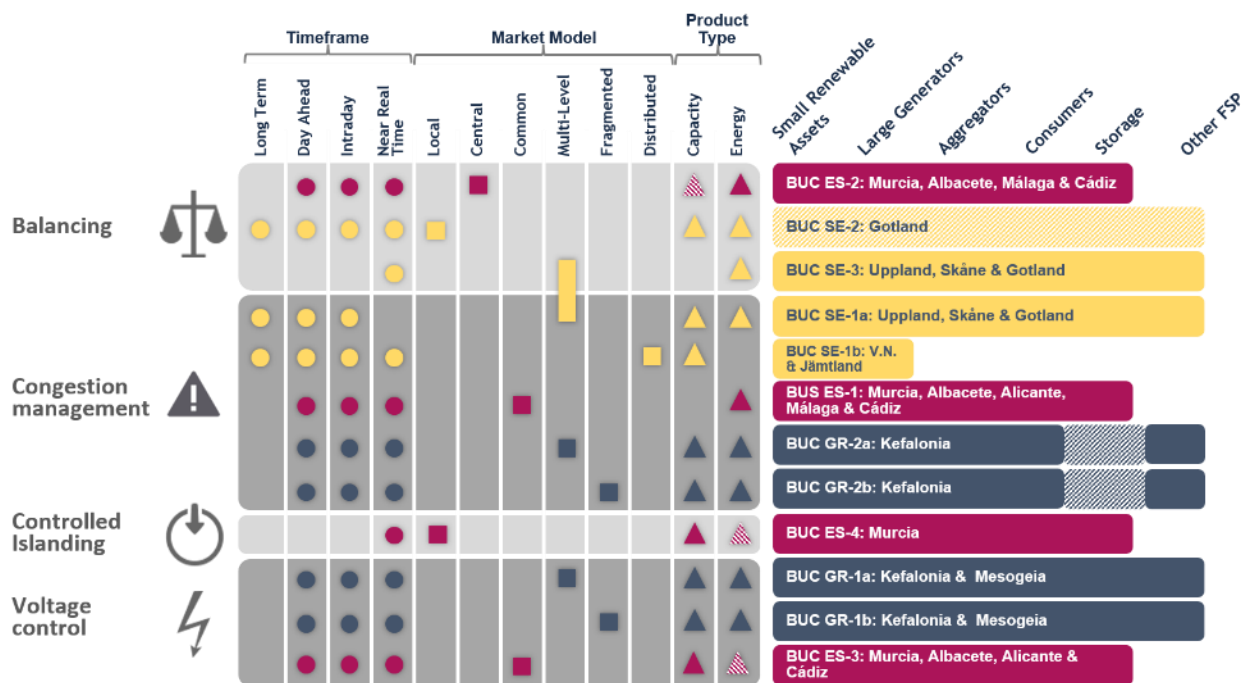 Timeframe
Market Model
Product
Type
Long Term
Day Ahead
Intraday
Near Real
Time
Local
Central
Common
Multi-Level
Fragmented
Distributed
Capacity
Energy
Small Renewable
Assets
Large Generators
Aggregators
Consumers
Storage
Other FSP
Balancing
BUC ES-2: Murcia, Albacete, Málaga & Cádiz
BUC SE-2: Gotland
BUC SE-3: Uppland, Skåne & Gotland
Congestion
management
BUC SE-1a: Uppland, Skåne & Gotland
BUC SE-1b: V.N.
& Jämtland
BUS ES-1: Murcia, Albacete, Alicante,
Málaga & Cádiz
BUC GR-2a: Kefalonia
BUC GR-2b: Kefalonia
Controlled
Islanding
BUC ES-4: Murcia
Voltage
control
BUC GR-1a: Kefalonia & Mesogeia
BUC GR-1b: Kefalonia & Mesogeia
BUC ES-3: Murcia, Albacete, Alicante &
Cádiz